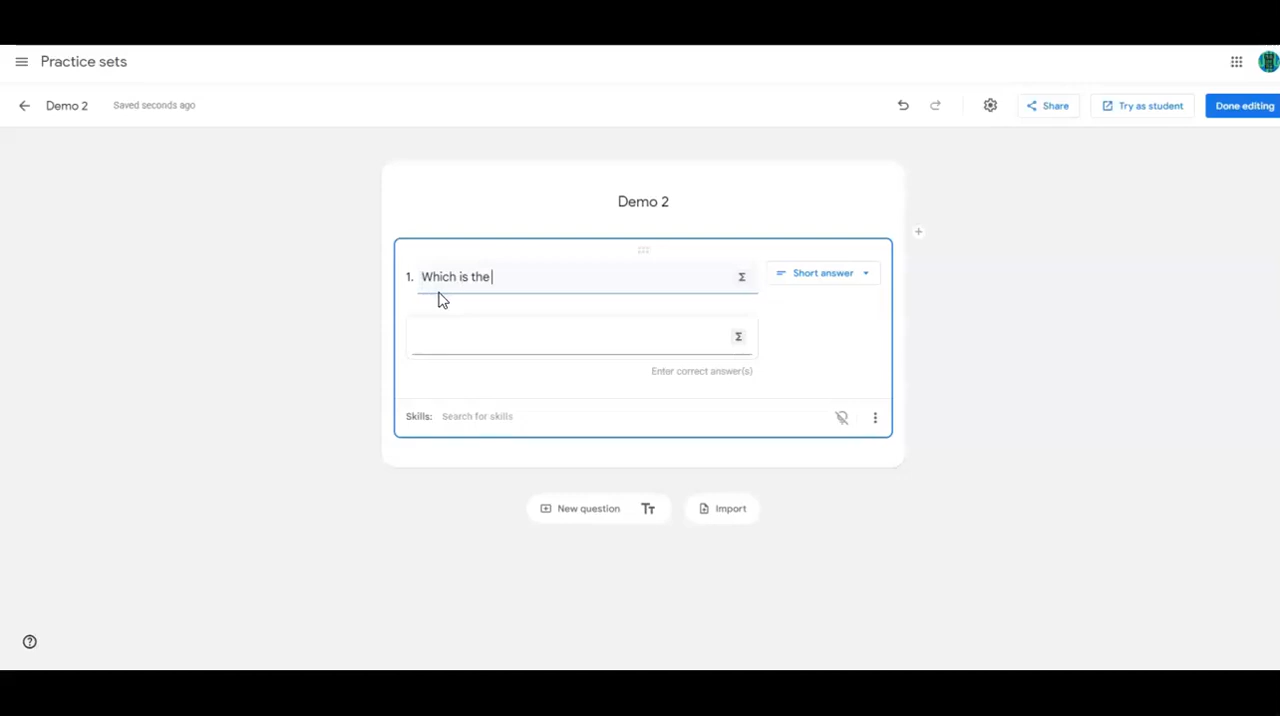 Practice sets
Demo 2 Saved seconds ago Share Try as student Done editing
Demo 2
1. Which is the Σ Short answer
Σ
Enter correct answer(s)
Skills: Search for skills
New question Tт Import